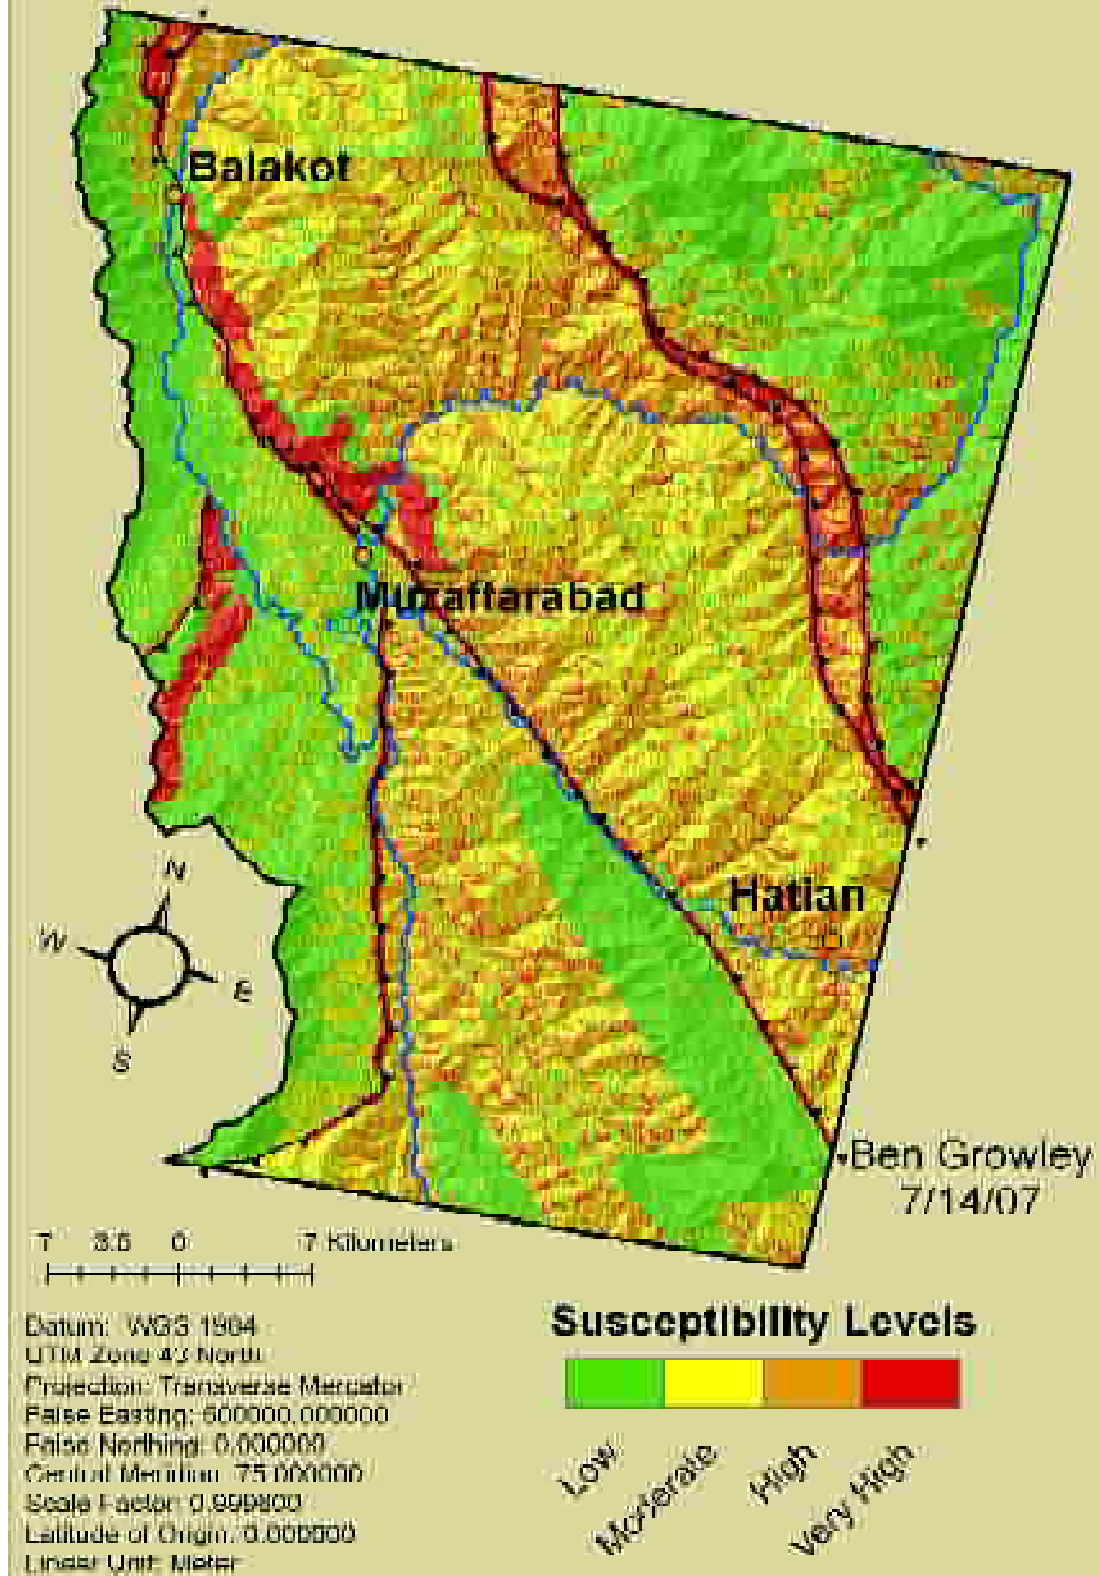 Balakot
Muzaffarabad
Hatian
N
W
E
S
Ben Growley
7/14/07
7 3.5 0 7 Kilometers
Datum: WGS 1984
UTM Zone 43 North
Projection: Transverse Mercator
False Easting: 500000.000000
False Northing: 0.000000
Central Meridian: 75.000000
Scale Factor: 0.999600
Latitude of Origin: 0.000000
Linear Unit: Meter
Susceptibility Levels
Low
Moderate
High
Very High